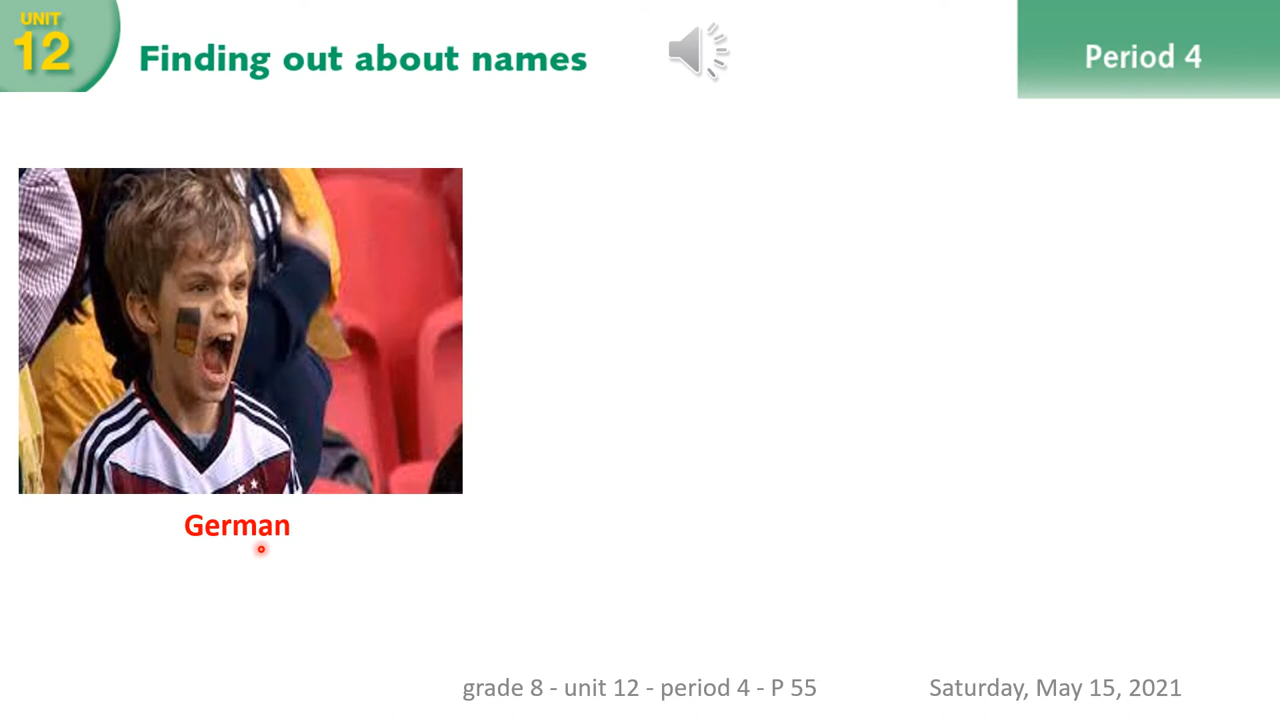 UNIT
12
Finding out about names
Period 4
German
grade 8 - unit 12 - period 4 - P 55
Saturday, May 15, 2021